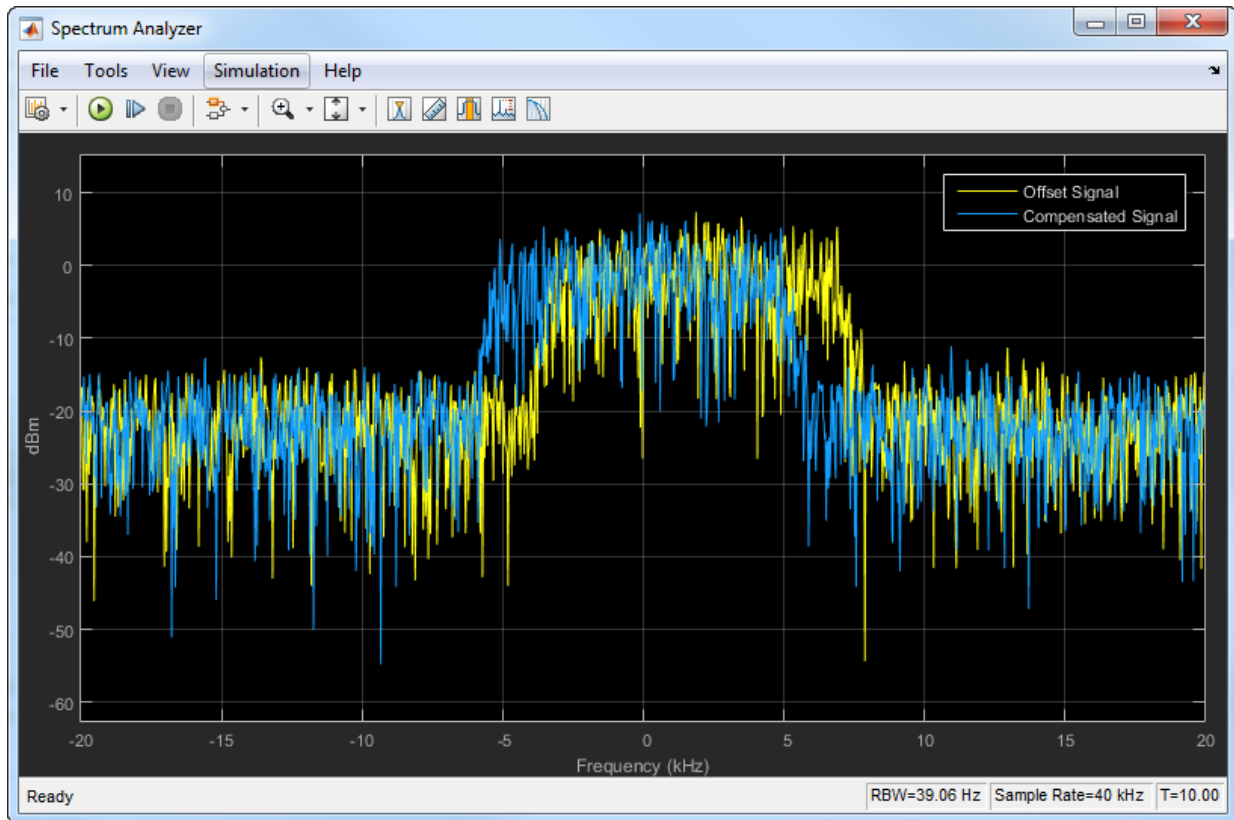 Spectrum Analyzer
File Tools View Simulation Help
Offset Signal
Compensated Signal
10
0
-10
-20
-30
-40
-50
-60
dBm
-20 -15 -10 -5 0 5 10 15 20
Frequency (kHz)
Ready RBW=39.06 Hz Sample Rate=40 kHz T=10.00